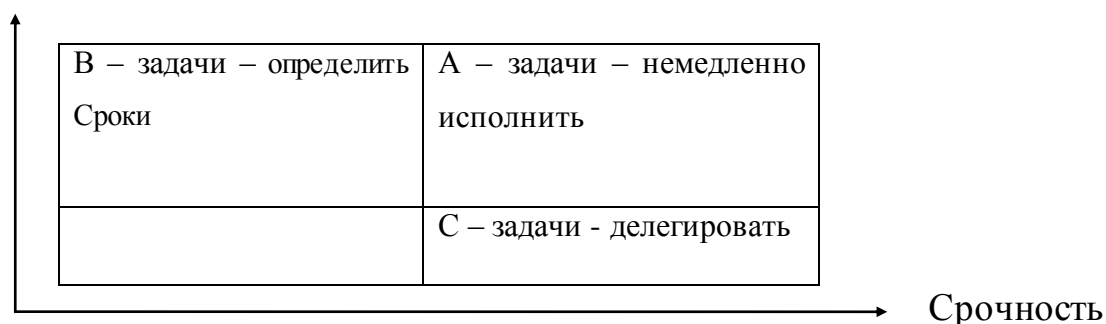 В – задачи – определить
Сроки
А – задачи – немедленно
исполнить
С – задачи - делегировать
Срочность